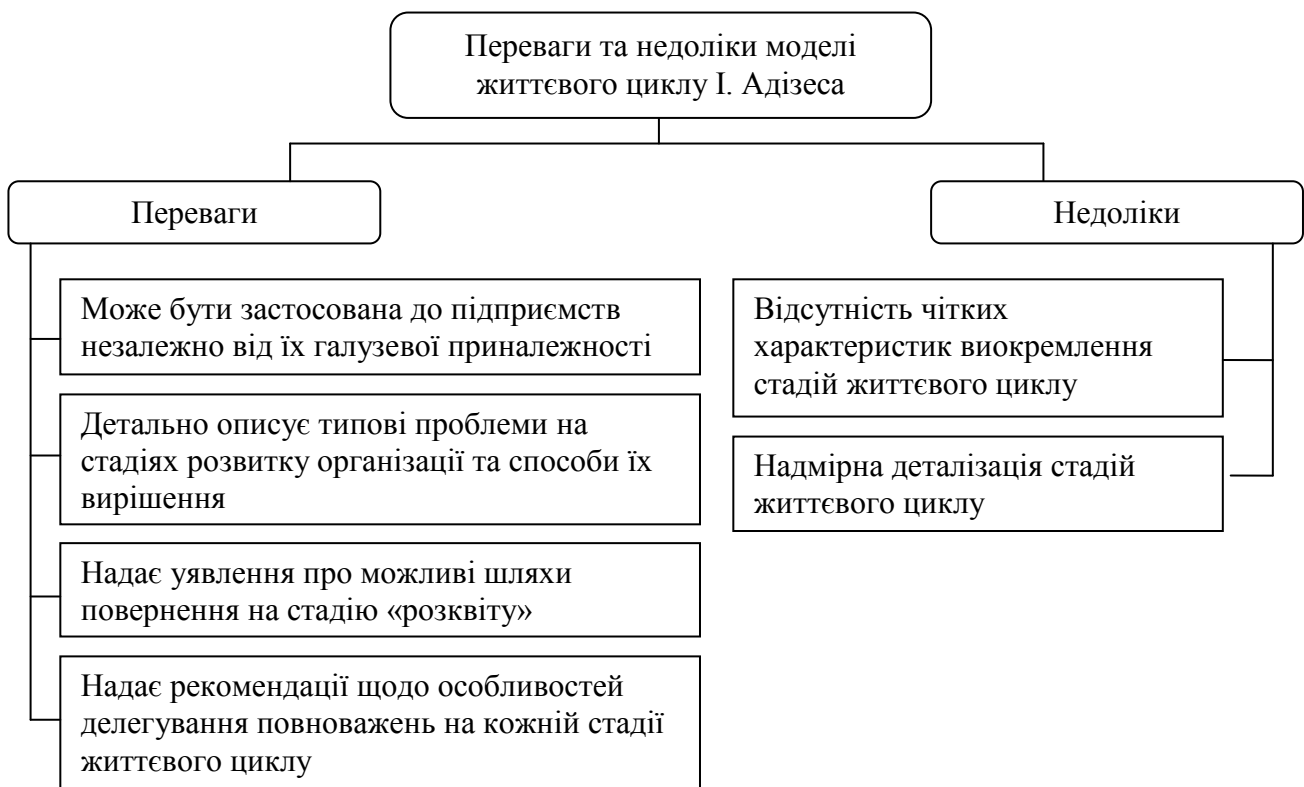 Переваги та недоліки моделі
життєвого циклу І. Адізеса
Переваги
Може бути застосована до підприємств
незалежно від їх галузевої приналежності
Детально описує типові проблеми на
стадіях розвитку організації та способи їх
вирішення
Надає уявлення про можливі шляхи
повернення на стадію «розквіту»
Надає рекомендації щодо особливостей
делегування повноважень на кожній стадії
життєвого циклу
Недоліки
Відсутність чітких
характеристик виокремлення
стадій життєвого циклу
Надмірна деталізація стадій
життєвого циклу